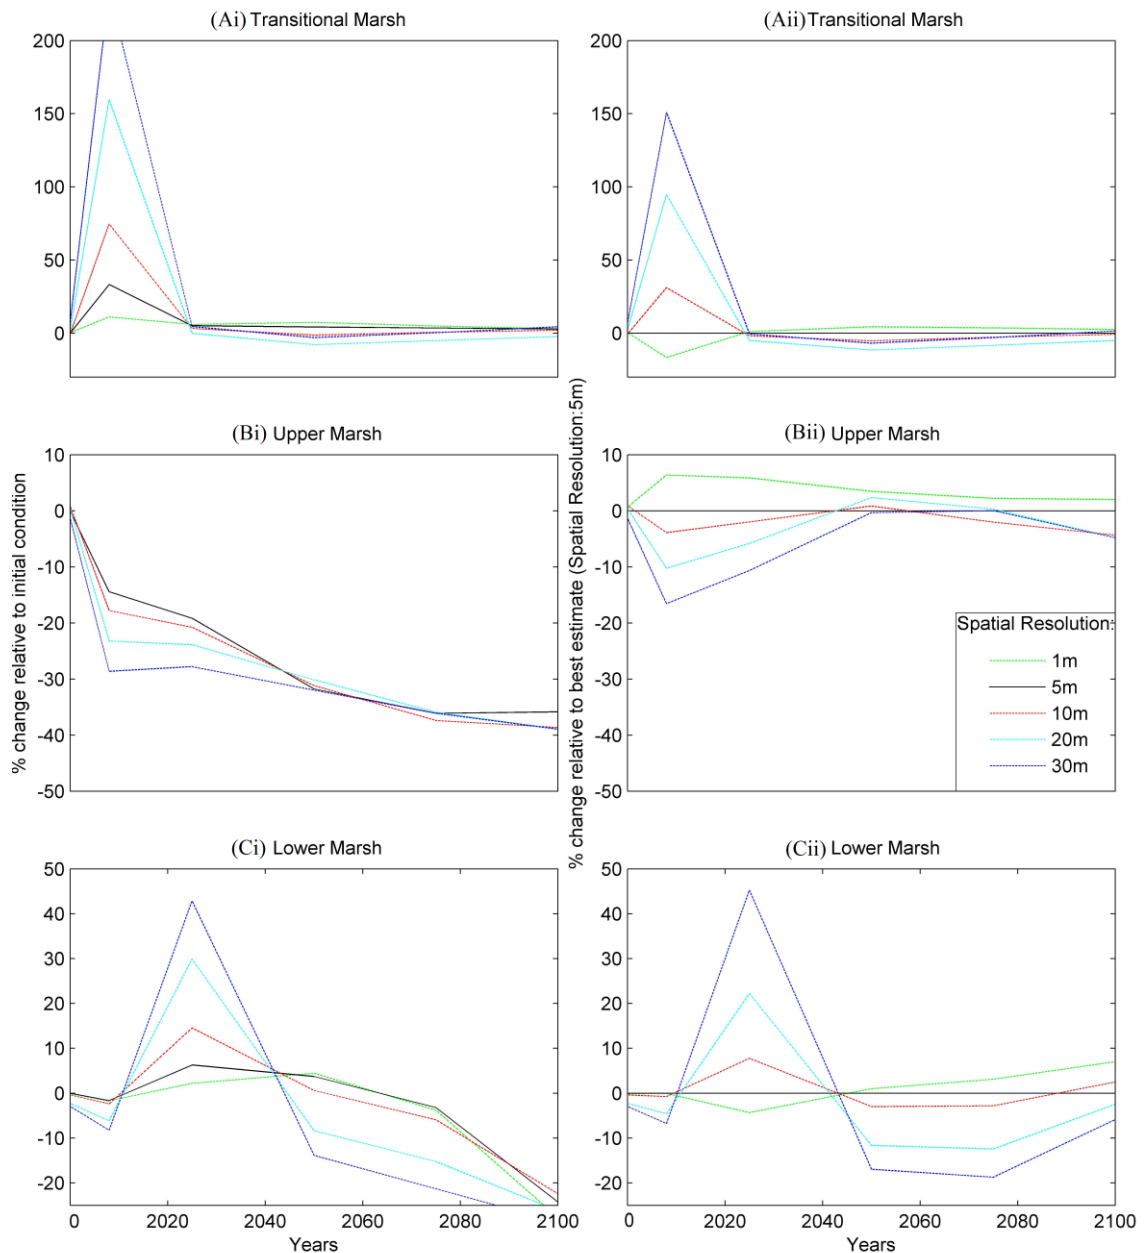 (Ai) Transitional Marsh
200
150
100
50
0
(Aii) Transitional Marsh
200
150
100
50
0
% change relative to initial condition
(Bi) Upper Marsh
10
0
-10
-20
-30
-40
-50
% change relative to best estimate (Spatial Resolution:5m)
(Bii) Upper Marsh
10
0
-10
-20
-30
-40
-50
Spatial Resolution:
1m
5m
10m
20m
30m
(Ci) Lower Marsh
50
40
30
20
10
0
-10
-20
0 2020 2040 2060 2080 2100
Years
(Cii) Lower Marsh
50
40
30
20
10
0
-10
-20
0 2020 2040 2060 2080 2100
Years